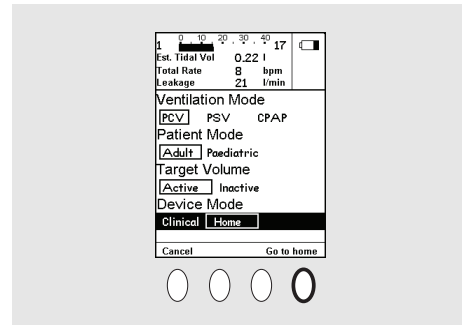 0 10 20 30 40
1 17
Est. Tidal Vol 0.22 l
Total Rate 8 bpm
Leakage 21 l/min
Ventilation Mode
PCV PSV CPAP
Patient Mode
Adult Paediatric
Target Volume
Active Inactive
Device Mode
Clinical Home
Cancel Go to home